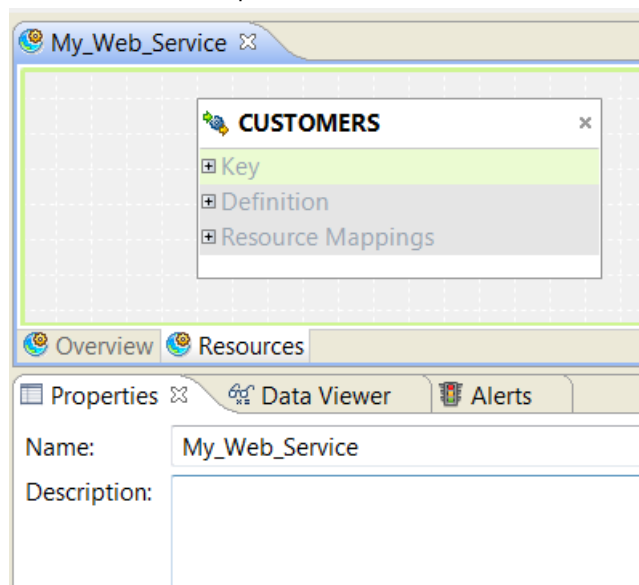 My_Web_Service
CUSTOMERS
Key
Definition
Resource Mappings
Overview Resources
Properties Data Viewer Alerts
Name: My_Web_Service
Description: